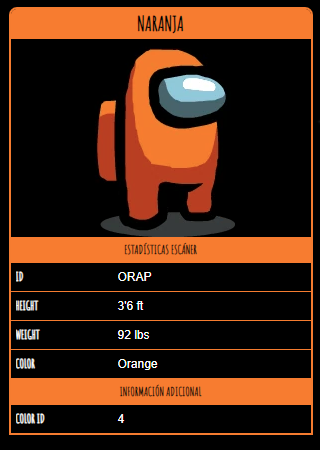 NARANJA
ESTADÍSTICAS ESCÁNER
ID ORAP
HEIGHT 3'6 ft
WEIGHT 92 lbs
COLOR Orange
INFORMACIÓN ADICIONAL
COLOR ID 4